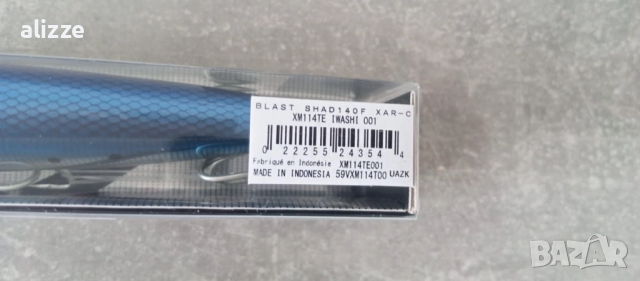 alizze
BLAST SHAD140F XAR-C
XM114TE IWASHI 001
0 22255 24354 4
Fabriqué en Indonésie XM114TE001
MADE IN INDONESIA 59VXM114T00 UAZK
BAZAR
bg